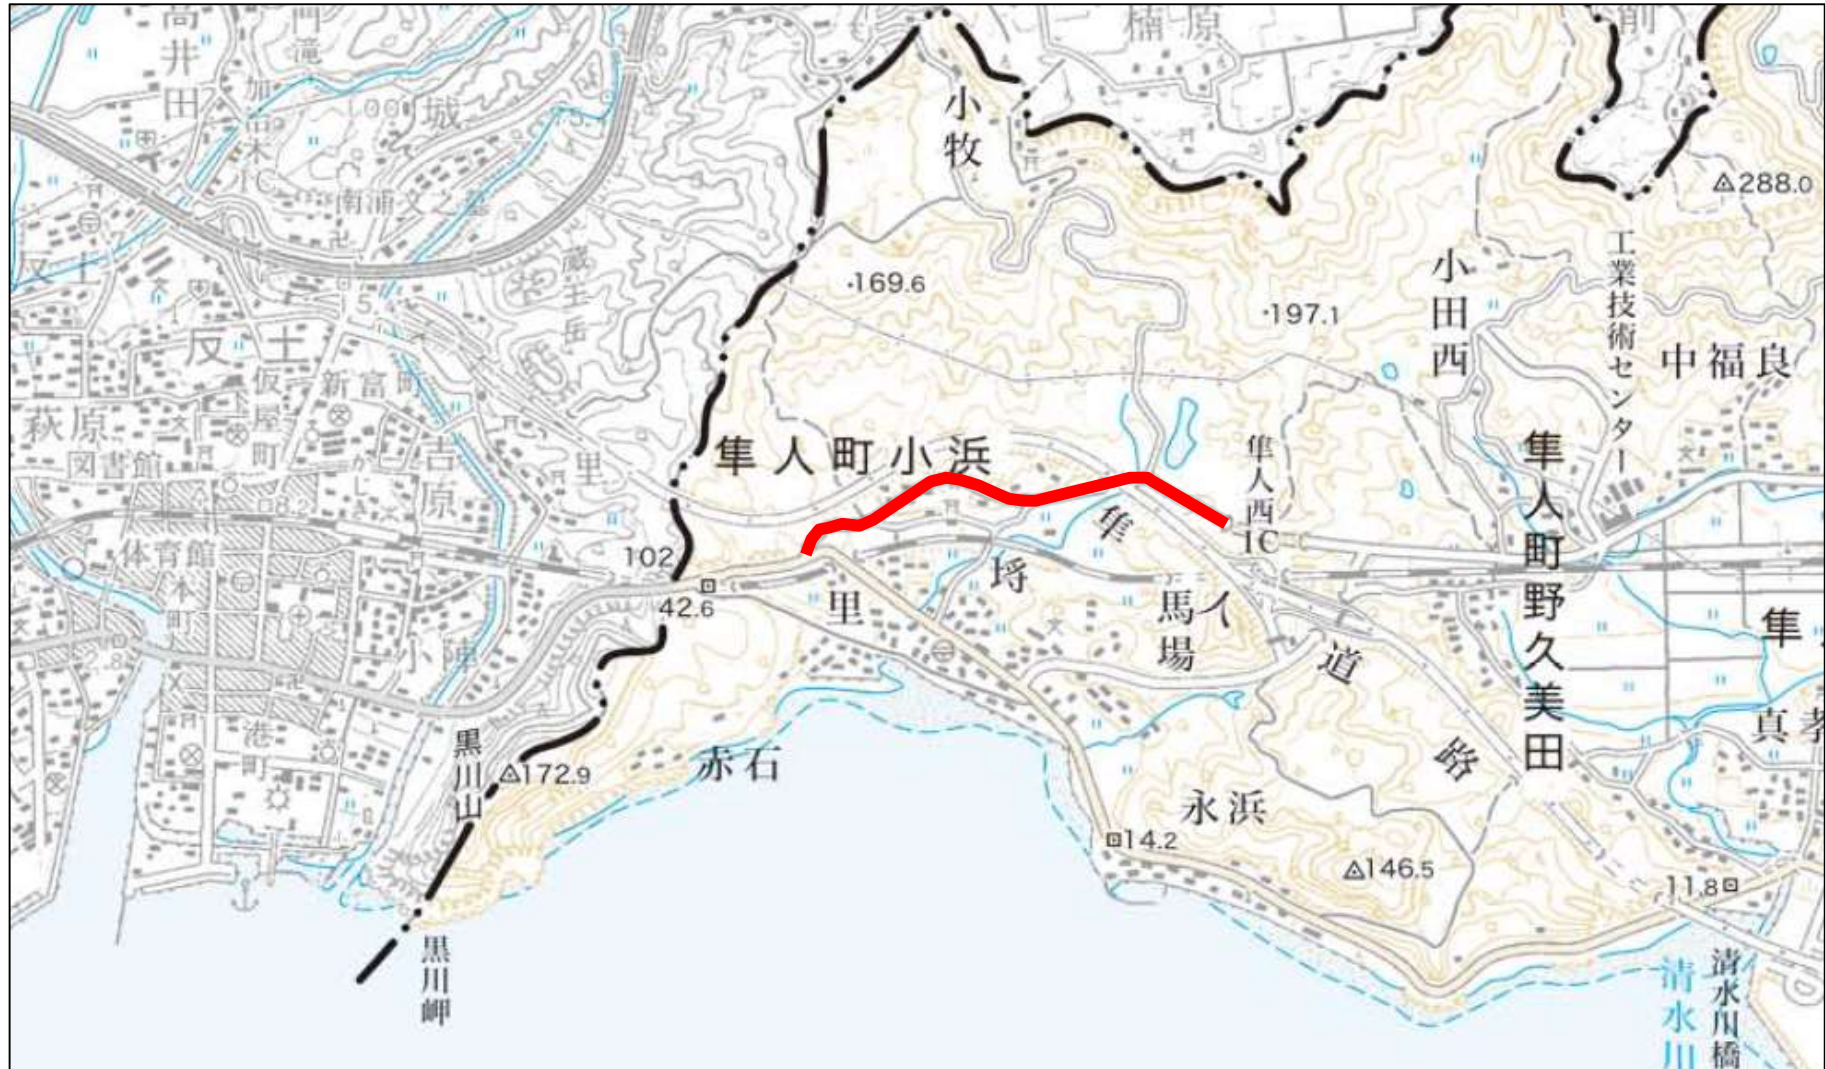 高井田
加治木IC
城
楠原
小牧
△288.0
南浦文之墓
蔵王岳
・169.6
・197.1
小田西
工業技術センター
中福良
反土
仮屋町
新富町
萩原
図書館
吉原
里
隼人町小浜
隼人西IC
隼人町野久美田
体育館
本町
102
42.6
里
埓
馬場
隼人道路
小陣
港町
黒川山
△172.9
赤石
永浜
14.2
△146.5
11.8
黒川岬
清水川
清水川橋